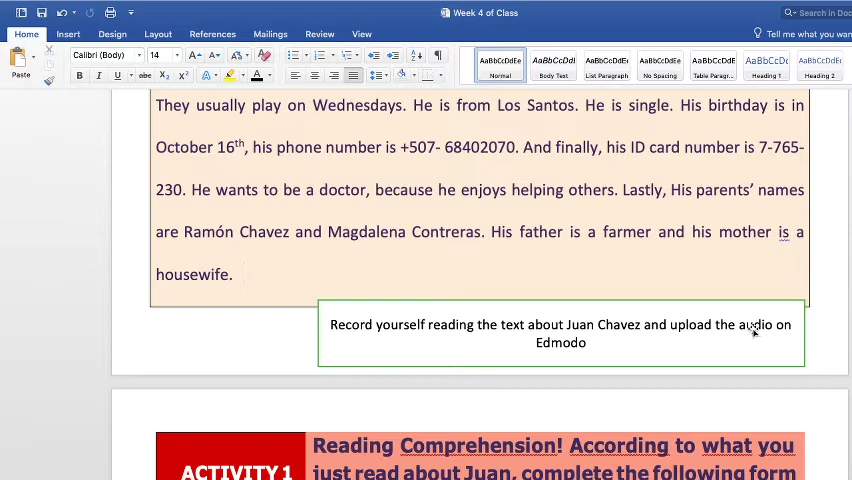 Week 4 of Class
Search in Doc
Home Insert Design Layout References Mailings Review View
Tell me what you wan
Paste
Calibri (Body) 14
AaBbCcDdEe AaBbCcDdEe AaBbCcDdEe AaBbCcDdEe AaBbCcDdEe AaBbCcDc AaBbCcDdEe
Normal Body Text List Paragraph No Spacing Table Paragr... Heading 1 Heading 2
They usually play on Wednesdays. He is from Los Santos. He is single. His birthday is in
October 16th, his phone number is +507- 68402070. And finally, his ID card number is 7-765-
230. He wants to be a doctor, because he enjoys helping others. Lastly, His parents’ names
are Ramón Chavez and Magdalena Contreras. His father is a farmer and his mother is a
housewife.
Record yourself reading the text about Juan Chavez and upload the audio on
Edmodo
ACTIVITY 1
Reading Comprehension! According to what you
just read about Juan, complete the following form